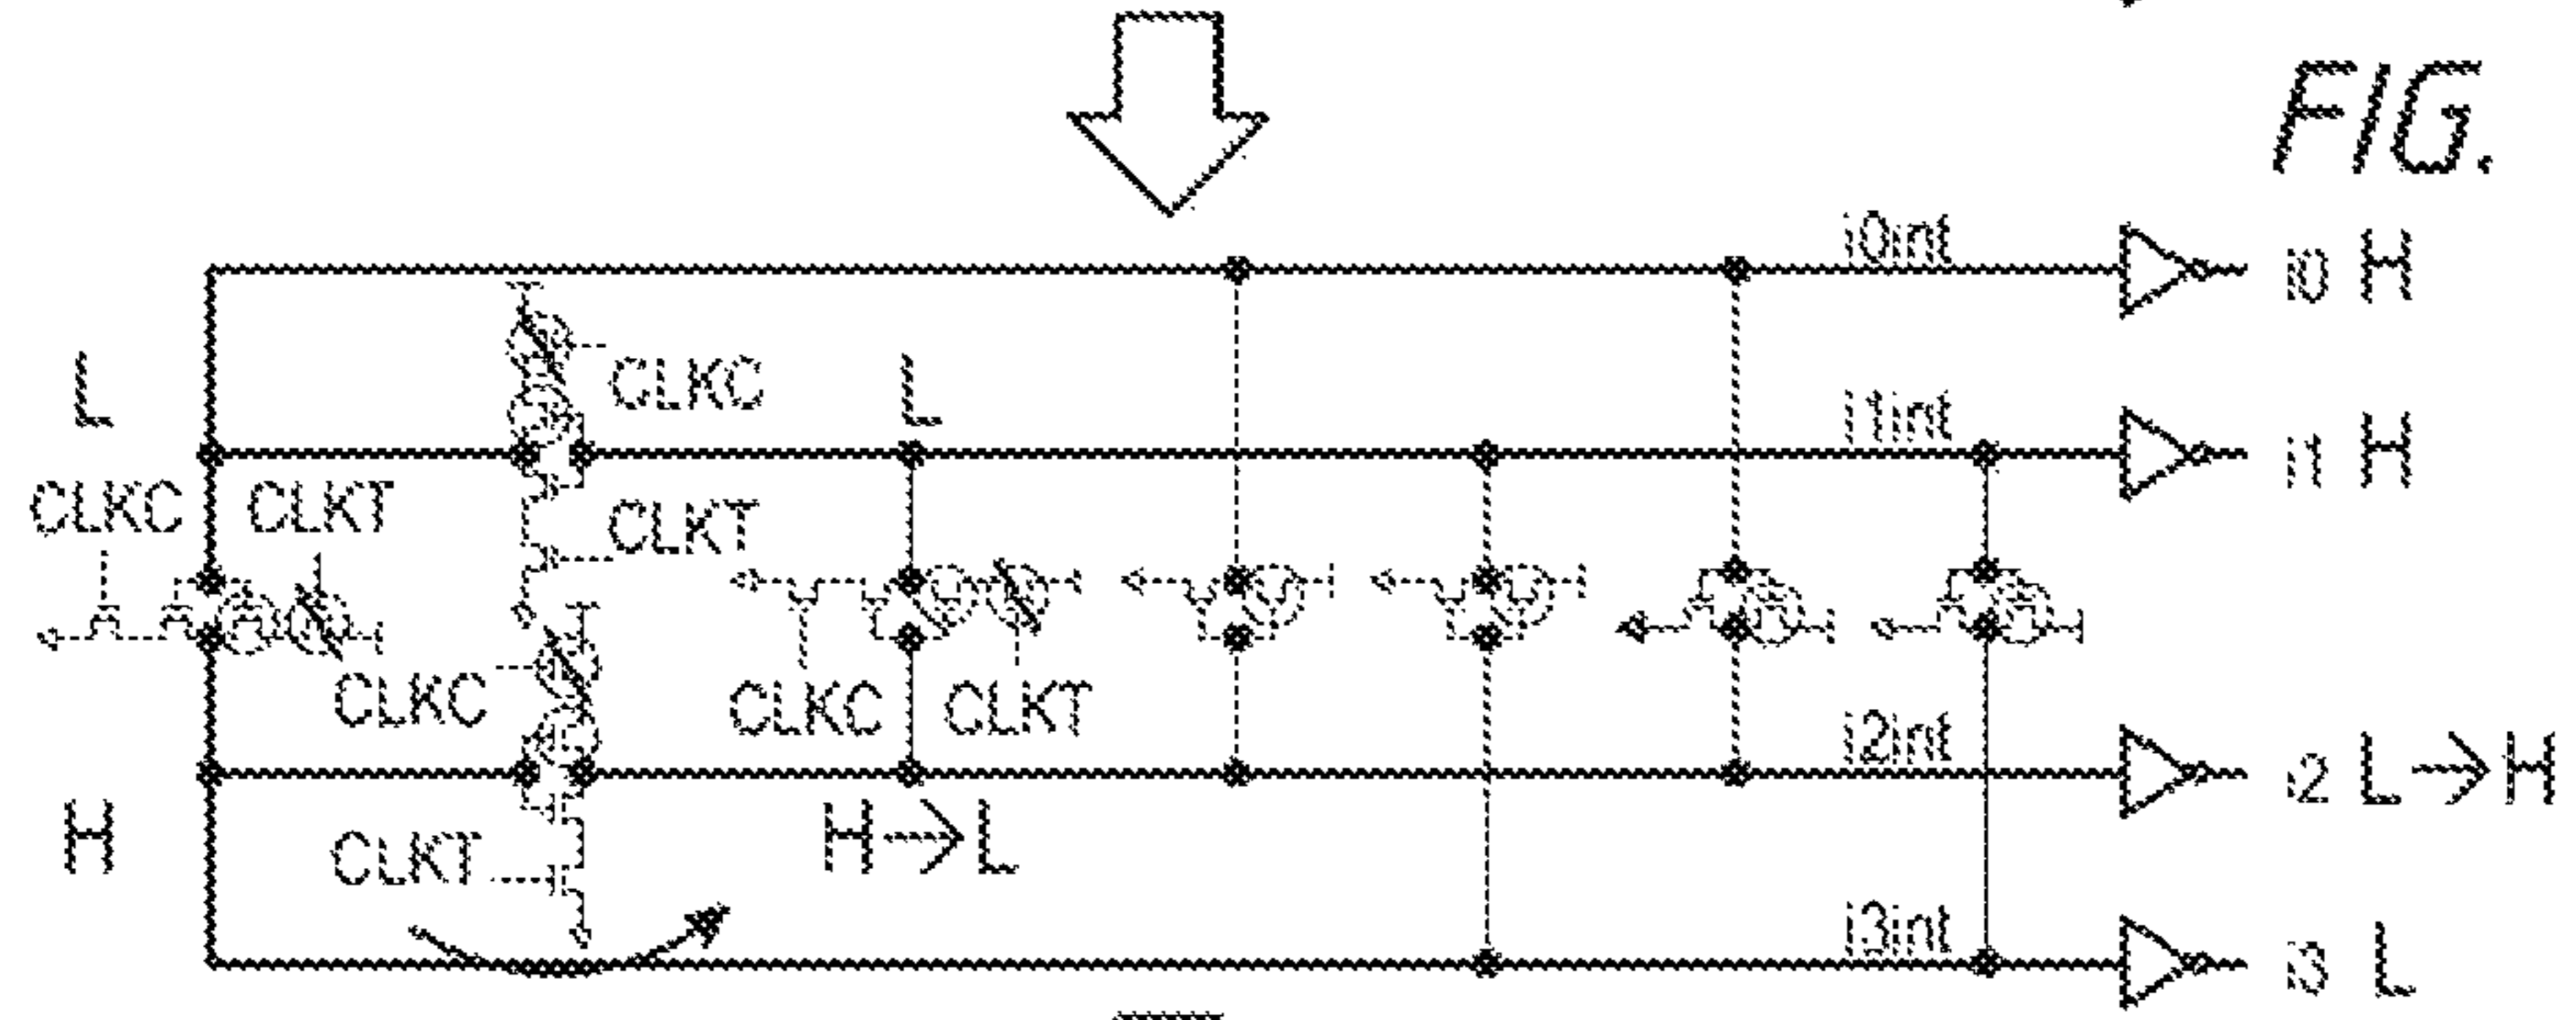 FIG.
i0int
i0 H
L
CLKC
L
i1int
i1 H
CLKC CLKT
CLKT
CLKC
CLKC CLKT
i2int
i2 L→H
H
H→L
CLKT
i3int
i3 L